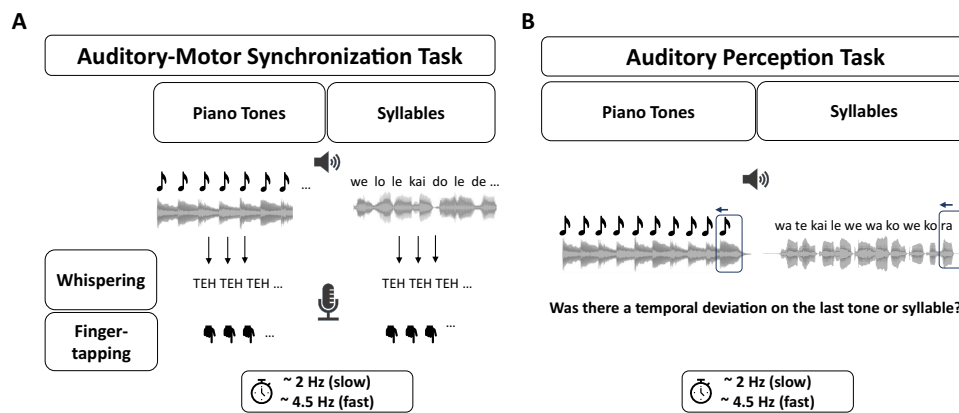 A
Auditory-Motor Synchronization Task
Piano Tones
Syllables
...
we lo le kai do le de ...
Whispering
TEH TEH TEH ...
TEH TEH TEH ...
Finger-
tapping
...
...
~ 2 Hz (slow)
~ 4.5 Hz (fast)
B
Auditory Perception Task
Piano Tones
Syllables
wa te kai le we wa ko we ko ra
Was there a temporal deviation on the last tone or syllable?
~ 2 Hz (slow)
~ 4.5 Hz (fast)